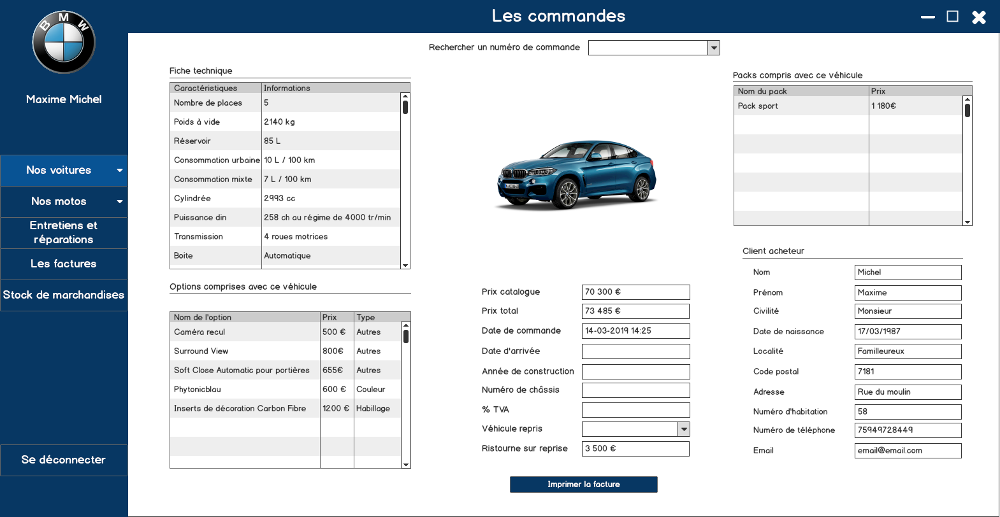 Les commandes
BMW
Maxime Michel
Nos voitures
Nos motos
Entretiens et
réparations
Les factures
Stock de marchandises
Se déconnecter
Rechercher un numéro de commande
Fiche technique
Caractéristiques Informations
Nombre de places 5
Poids à vide 2140 kg
Réservoir 85 L
Consommation urbaine 10 L / 100 km
Consommation mixte 7 L / 100 km
Cylindrée 2993 cc
Puissance din 258 ch au régime de 4000 tr/min
Transmission 4 roues motrices
Boite Automatique
Options comprises avec ce véhicule
Nom de l'option Prix Type
Caméra recul 500 € Autres
Surround View 800€ Autres
Soft Close Automatic pour portières 655€ Autres
Phytonicblau 600 € Couleur
Inserts de décoration Carbon Fibre 1200 € Habillage
Prix catalogue 70 300 €
Prix total 73 485 €
Date de commande 14-03-2019 14:25
Date d'arrivée
Année de construction
Numéro de châssis
% TVA
Véhicule repris
Ristourne sur reprise 3 500 €
Imprimer la facture
Packs compris avec ce véhicule
Nom du pack Prix
Pack sport 1 180€
Client acheteur
Nom Michel
Prénom Maxime
Civilité Monsieur
Date de naissance 17/03/1987
Localité Familleureux
Code postal 7181
Adresse Rue du moulin
Numéro d'habitation 58
Numéro de téléphone 75949728449
Email email@email.com